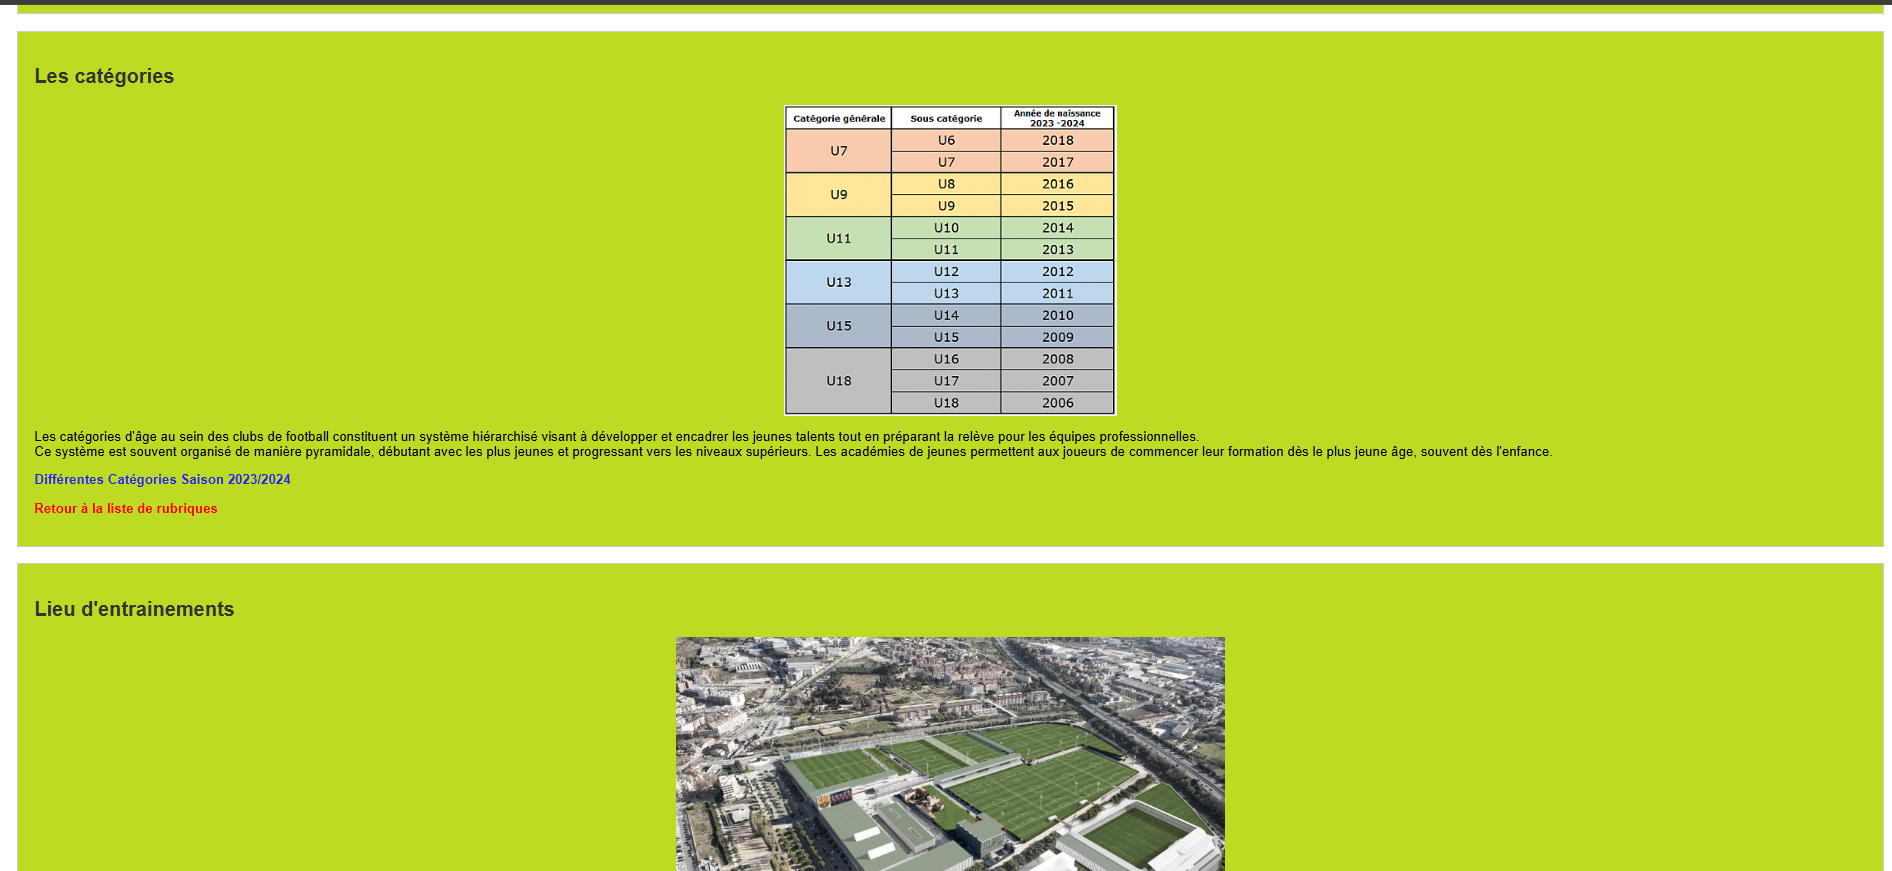 Les catégories
Catégorie générale Sous catégorie Année de naissance 2023 -2024
U7 U6 2018
U7 2017
U9 U8 2016
U9 2015
U11 U10 2014
U11 2013
U13 U12 2012
U13 2011
U15 U14 2010
U15 2009
U18 U16 2008
U17 2007
U18 2006
Les catégories d'âge au sein des clubs de football constituent un système hiérarchisé visant à développer et encadrer les jeunes talents tout en préparant la relève pour les équipes professionnelles.
Ce système est souvent organisé de manière pyramidale, débutant avec les plus jeunes et progressant vers les niveaux supérieurs. Les académies de jeunes permettent aux joueurs de commencer leur formation dès le plus jeune âge, souvent dès l'enfance.
Différentes Catégories Saison 2023/2024
Retour à la liste de rubriques
Lieu d'entrainements